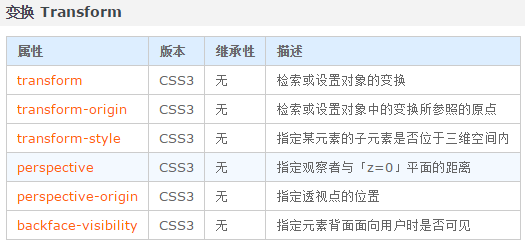 变换 Transform
属性 版本 继承性 描述
transform CSS3 无 检索或设置对象的变换
transform-origin CSS3 无 检索或设置对象中的变换所参照的原点
transform-style CSS3 无 指定某元素的子元素是否位于三维空间内
perspective CSS3 无 指定观察者与「z=0」平面的距离
perspective-origin CSS3 无 指定透视点的位置
backface-visibility CSS3 无 指定元素背面面向用户时是否可见